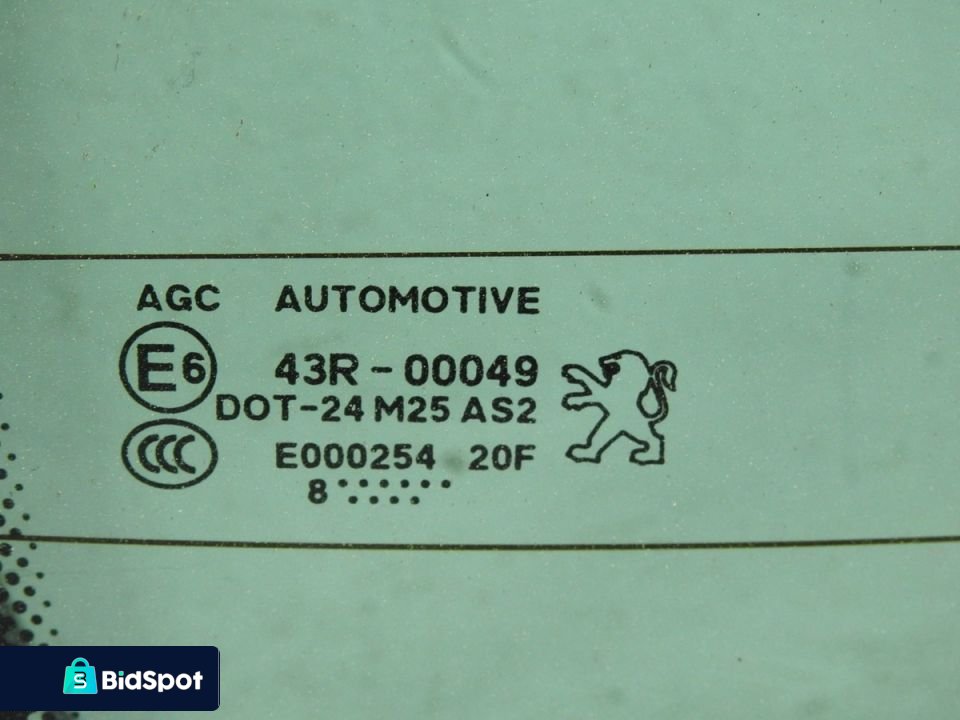 AGC AUTOMOTIVE
E6 43R-00049
DOT-24 M25 AS2
CCC E000254 20F
8
BidSpot